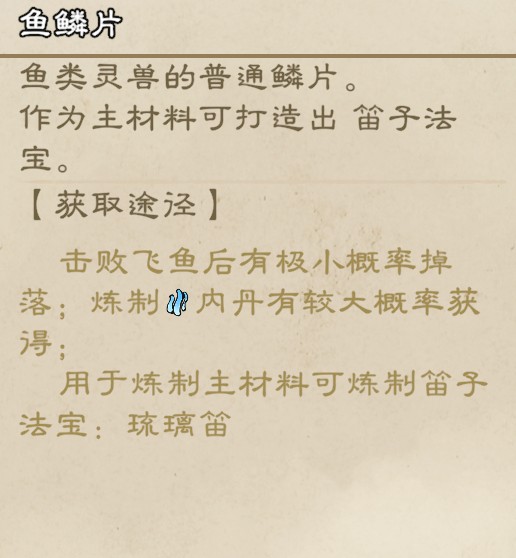 鱼鳞片
鱼类灵兽的普通鳞片。
作为主材料可打造出 笛子法
宝。
【获取途径】
击败飞鱼后有极小概率掉
落；炼制内丹有较大概率获
得；
用于炼制主材料可炼制笛子
法宝：琉璃笛